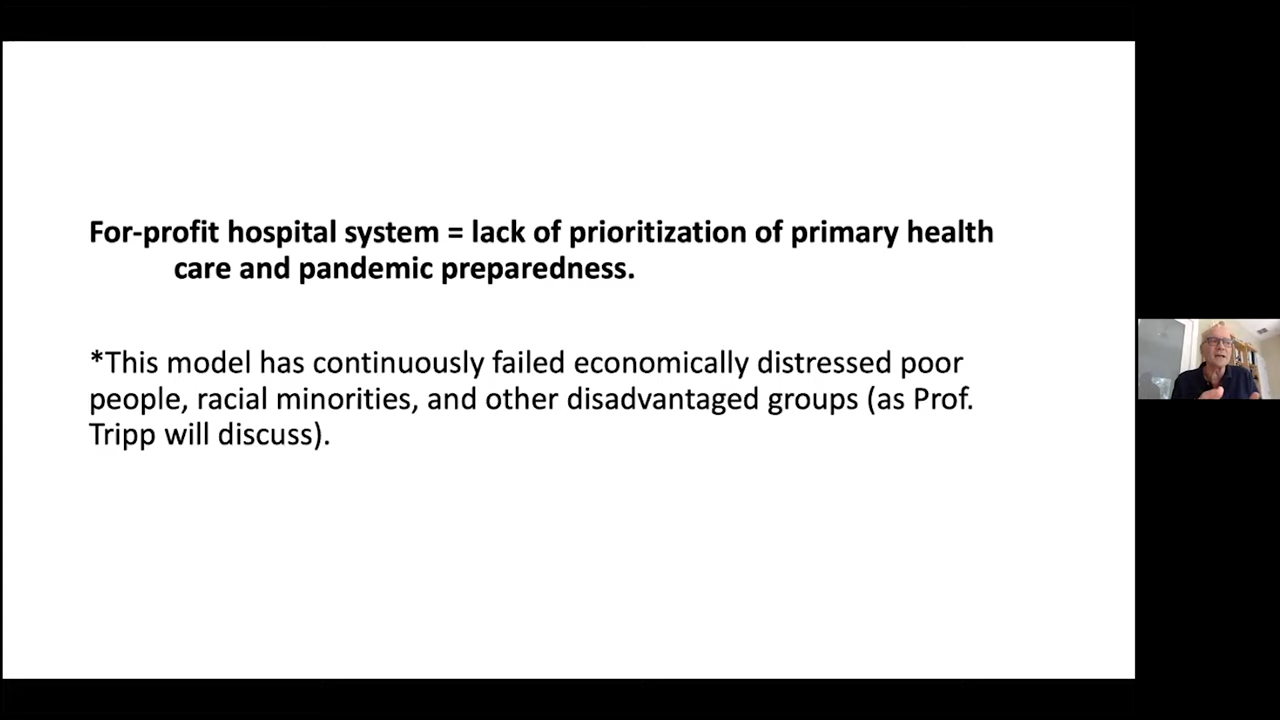 For-profit hospital system = lack of prioritization of primary health
care and pandemic preparedness.
*This model has continuously failed economically distressed poor
people, racial minorities, and other disadvantaged groups (as Prof.
Tripp will discuss).